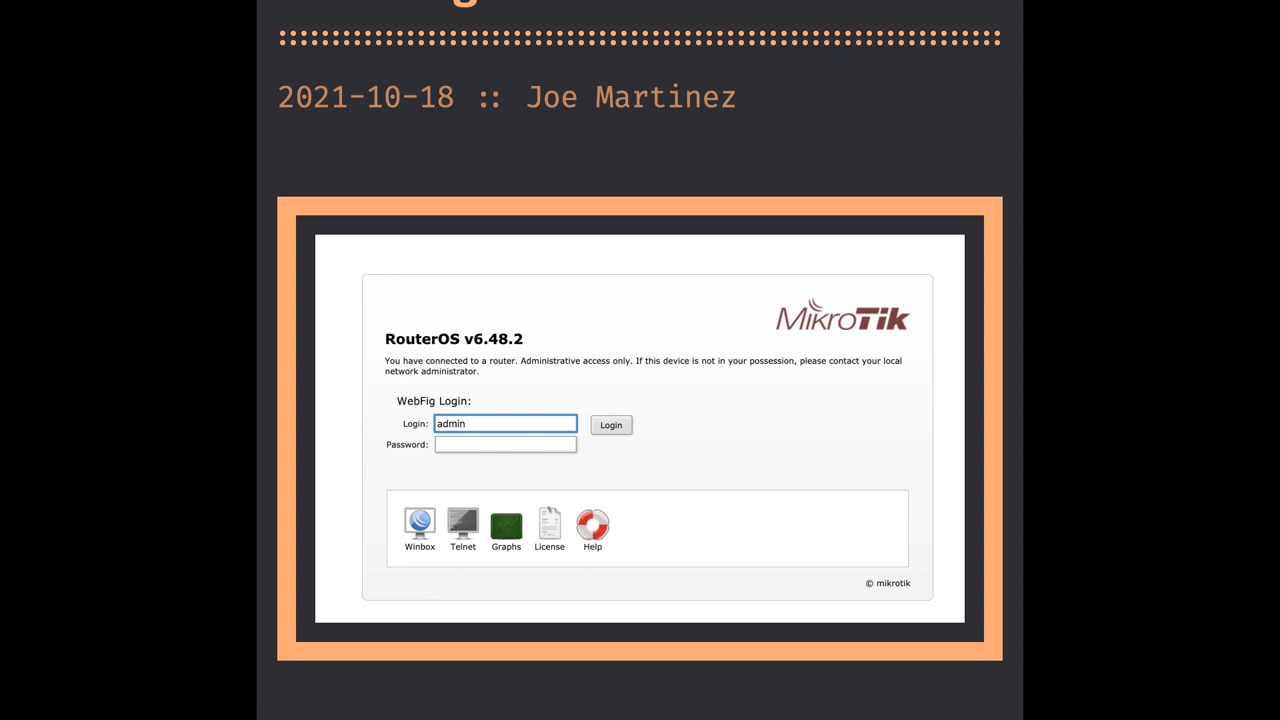 2021-10-18 :: Joe Martinez
MikroTik
RouterOS v6.48.2
You have connected to a router. Administrative access only. If this device is not in your possession, please contact your local
network administrator.
WebFig Login:
Login: admin Login
Password:
Winbox Telnet Graphs License Help
© mikrotik